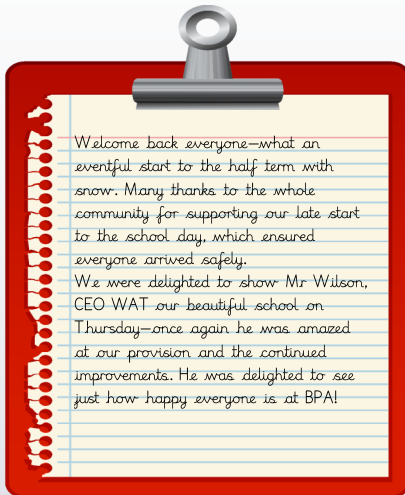 Welcome back everyone—what an
eventful start to the half term with
snow. Many thanks to the whole
community for supporting our late start
to the school day, which ensured
everyone arrived safely.
We were delighted to show Mr Wilson,
CEO WAT our beautiful school on
Thursday—once again he was amazed
at our provision and the continued
improvements. He was delighted to see
just how happy everyone is at BPA!